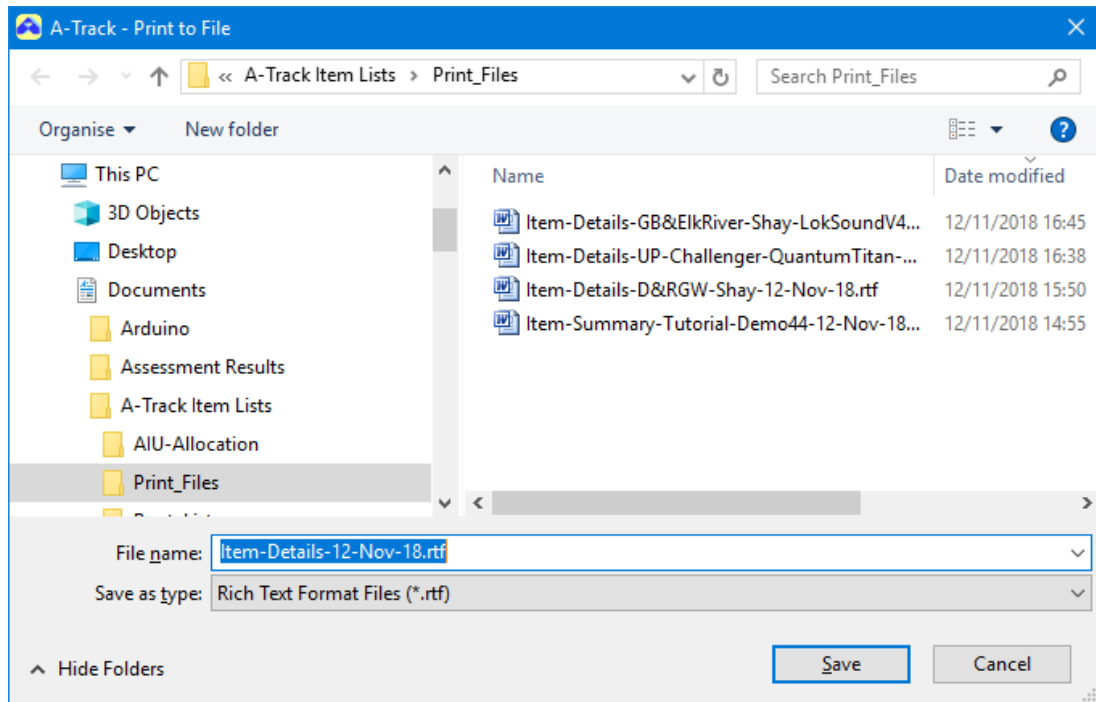 A-Track - Print to File
« A-Track Item Lists > Print_Files
Search Print_Files
Organise
New folder
?
This PC
3D Objects
Desktop
Documents
Arduino
Assessment Results
A-Track Item Lists
AIU-Allocation
Print_Files
Name Date modified
Item-Details-GB&ElkRiver-Shay-LokSoundV4... 12/11/2018 16:45
Item-Details-UP-Challenger-QuantumTitan-... 12/11/2018 16:38
Item-Details-D&RGW-Shay-12-Nov-18.rtf 12/11/2018 15:50
Item-Summary-Tutorial-Demo44-12-Nov-18... 12/11/2018 14:55
File name: Item-Details-12-Nov-18.rtf
Save as type: Rich Text Format Files (*.rtf)
Hide Folders
Save
Cancel